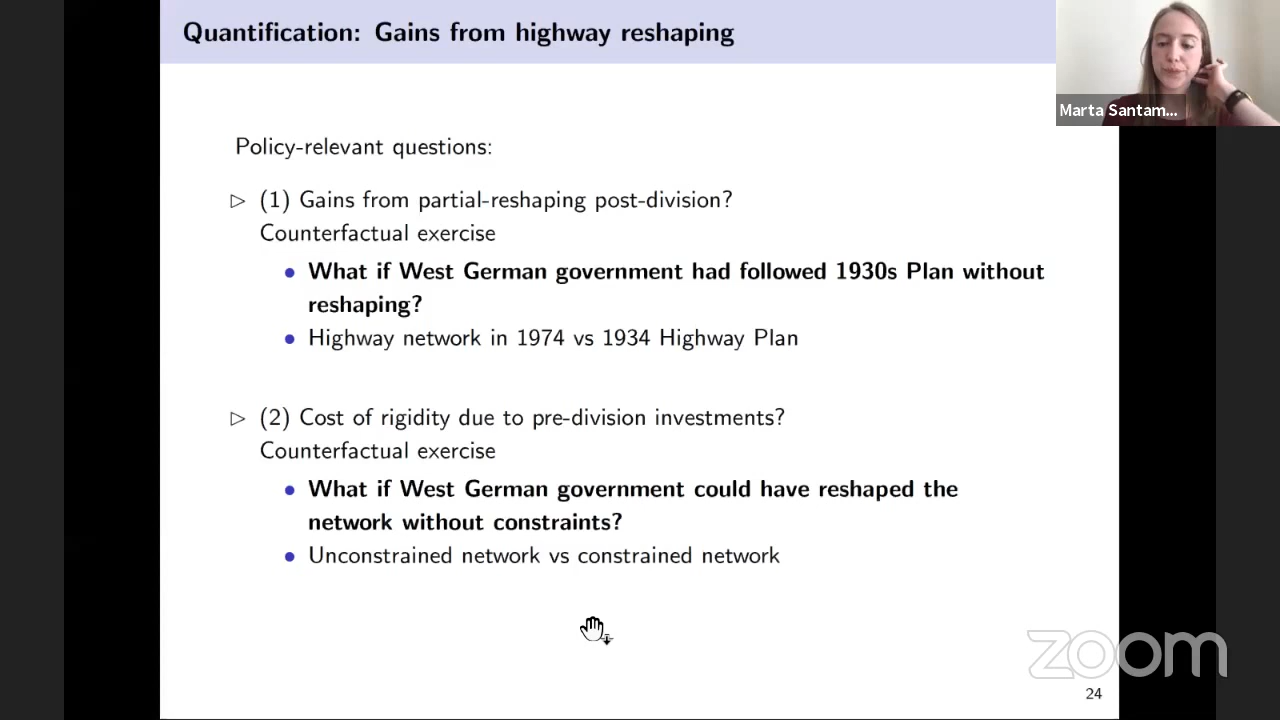 Quantification: Gains from highway reshaping
Marta Santam...
Policy-relevant questions:
▷ (1) Gains from partial-reshaping post-division?
Counterfactual exercise
• What if West German government had followed 1930s Plan without
reshaping?
• Highway network in 1974 vs 1934 Highway Plan
▷ (2) Cost of rigidity due to pre-division investments?
Counterfactual exercise
• What if West German government could have reshaped the
network without constraints?
• Unconstrained network vs constrained network
zoom
24